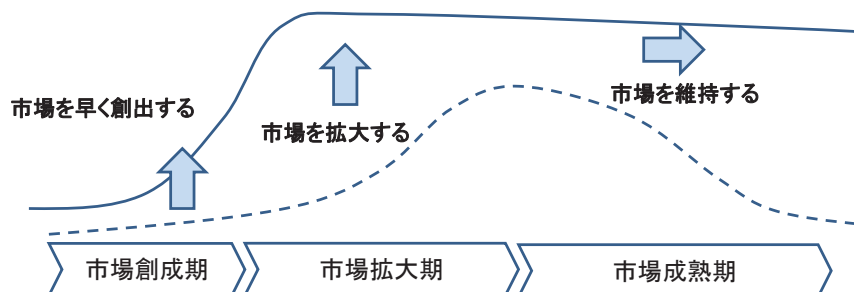 市場を早く創出する
市場を拡大する
市場を維持する
市場創成期
市場拡大期
市場成熟期